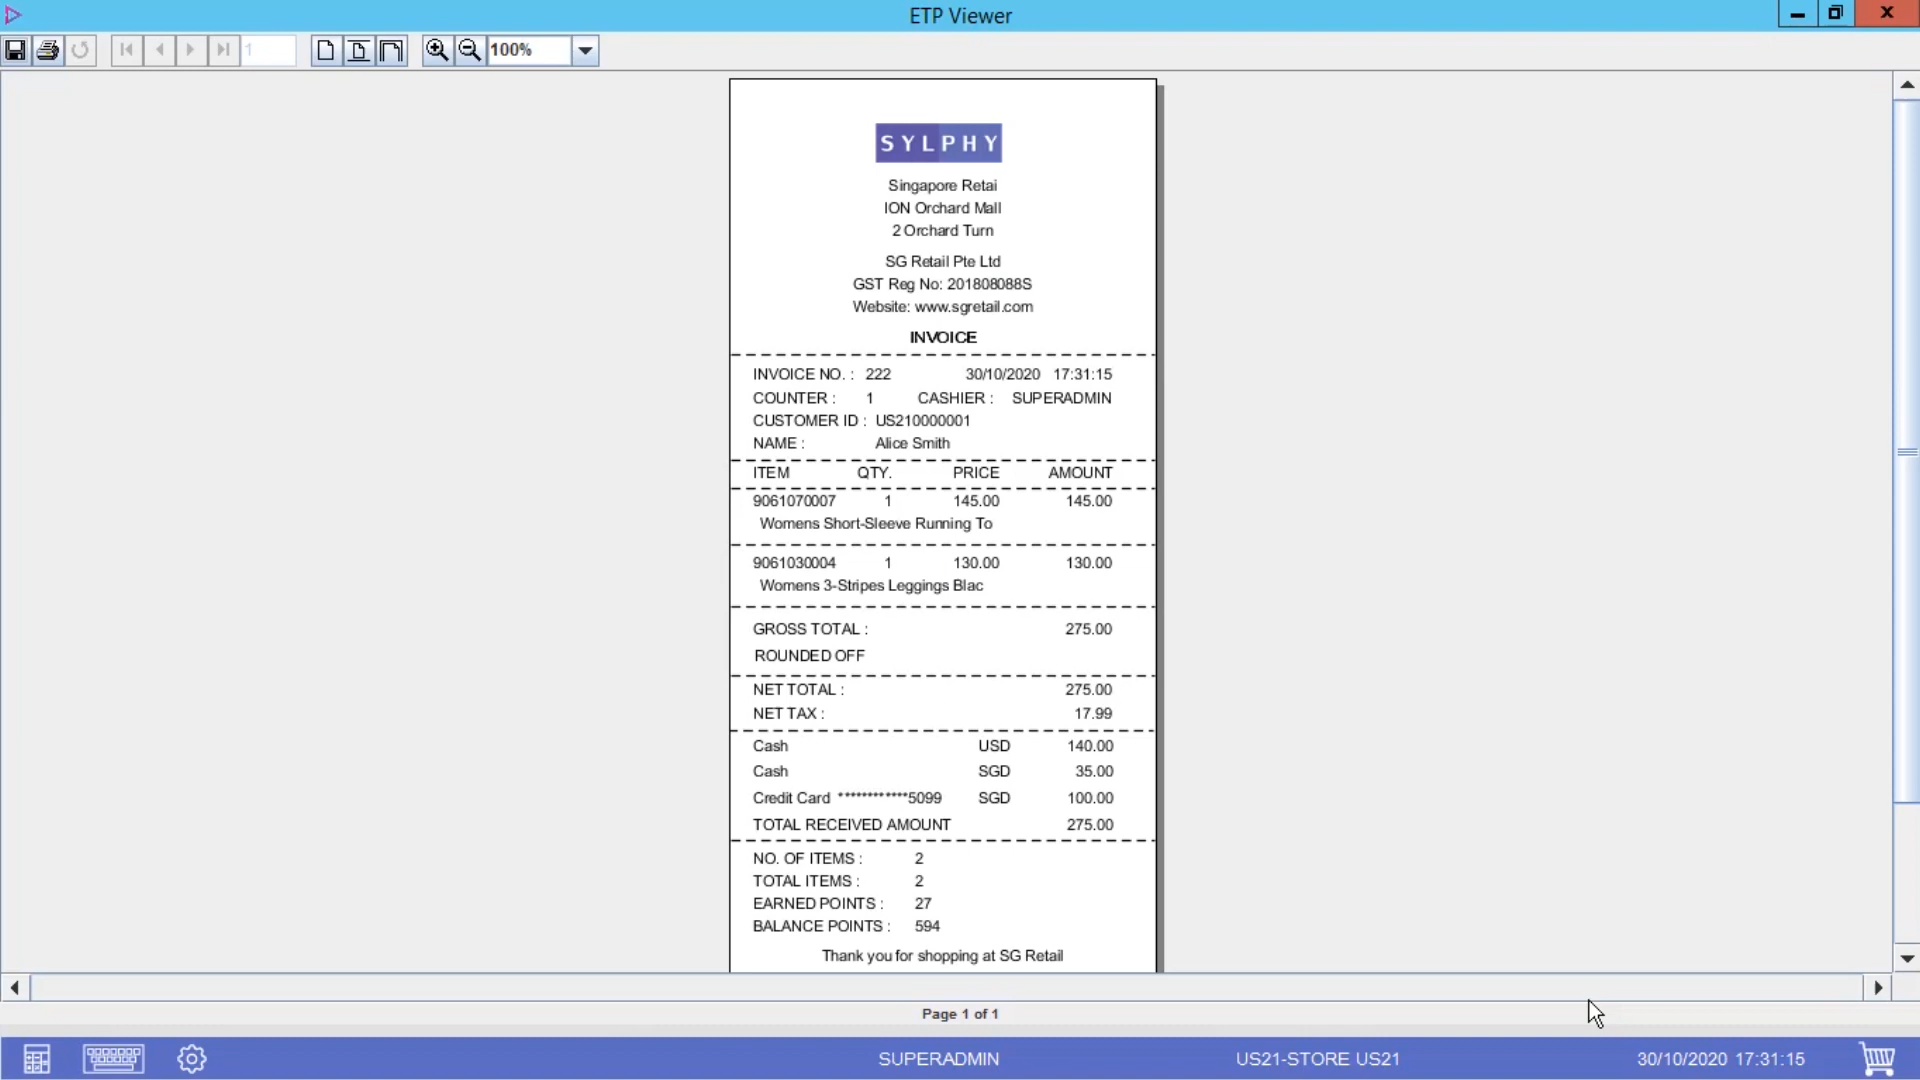 ETP Viewer
1
100%
SYLPHY
Singapore Retai
ION Orchard Mall
2 Orchard Turn
SG Retail Pte Ltd
GST Reg No: 201808088S
Website: www.sgretail.com
INVOICE
INVOICE NO. : 222 30/10/2020 17:31:15
COUNTER : 1 CASHIER : SUPERADMIN
CUSTOMER ID : US210000001
NAME : Alice Smith
ITEM QTY. PRICE AMOUNT
9061070007 1 145.00 145.00
Womens Short-Sleeve Running To
9061030004 1 130.00 130.00
Womens 3-Stripes Leggings Blac
GROSS TOTAL : 275.00
ROUNDED OFF
NET TOTAL : 275.00
NET TAX : 17.99
Cash USD 140.00
Cash SGD 35.00
Credit Card ************5099 SGD 100.00
TOTAL RECEIVED AMOUNT 275.00
NO. OF ITEMS : 2
TOTAL ITEMS : 2
EARNED POINTS : 27
BALANCE POINTS : 594
Thank you for shopping at SG Retail
Page 1 of 1
SUPERADMIN US21-STORE US21 30/10/2020 17:31:15